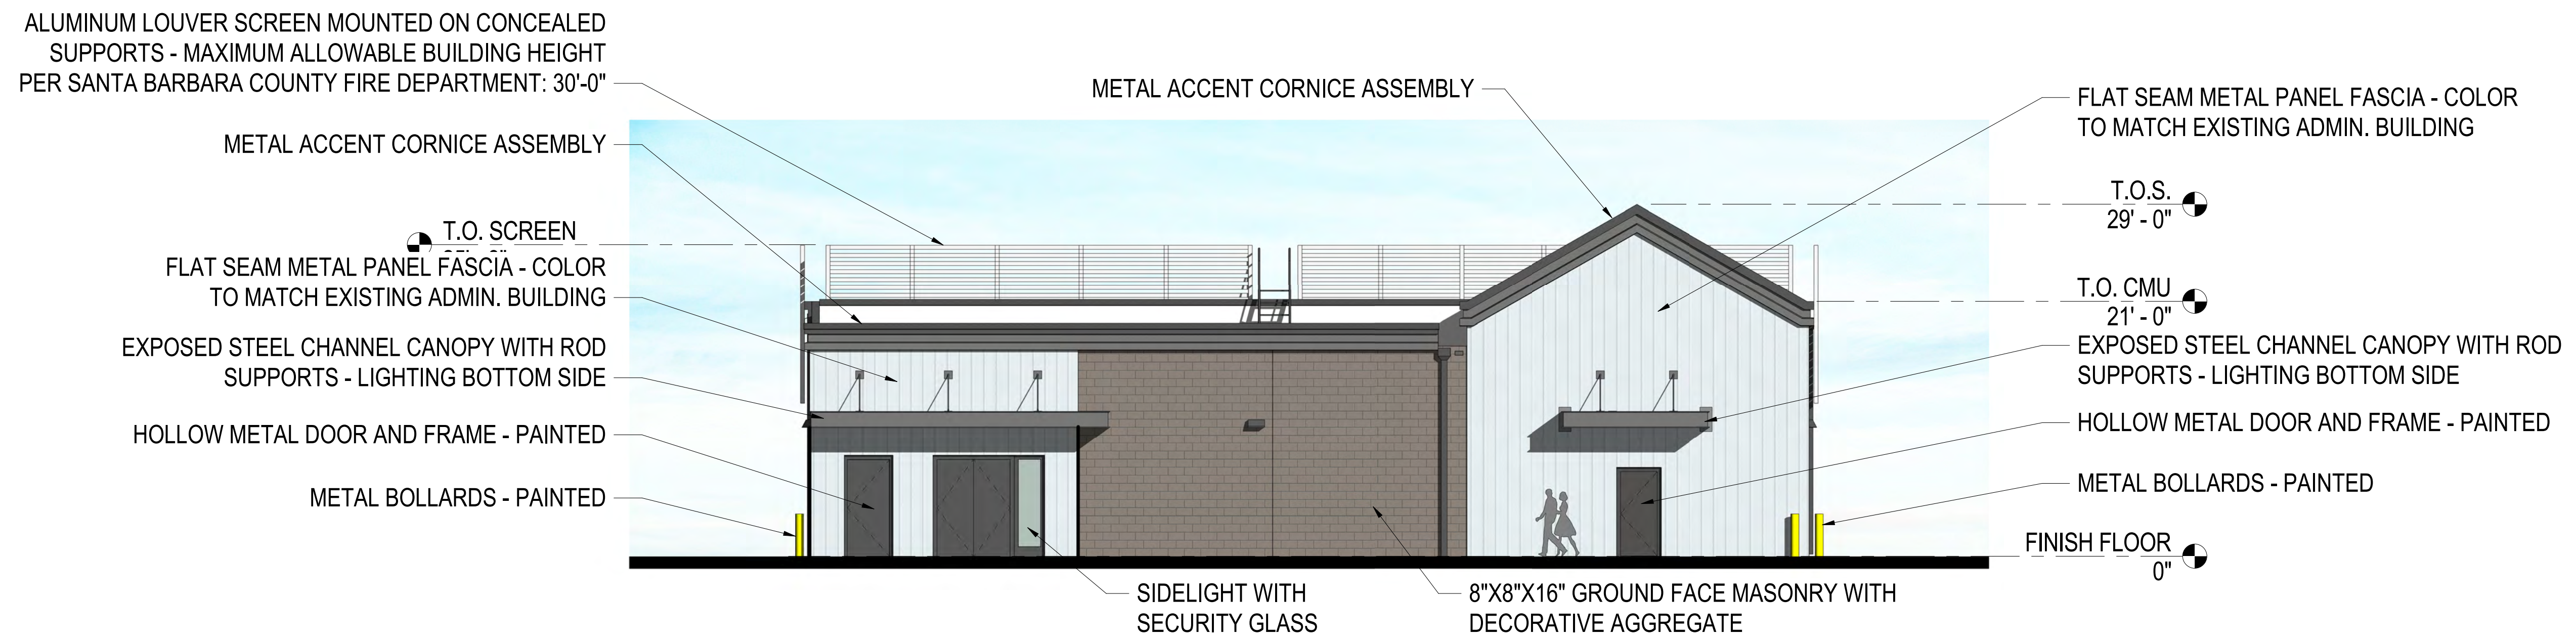 ALUMINUM LOUVER SCREEN MOUNTED ON CONCEALED
SUPPORTS - MAXIMUM ALLOWABLE BUILDING HEIGHT
PER SANTA BARBARA COUNTY FIRE DEPARTMENT: 30'-0"
METAL ACCENT CORNICE ASSEMBLY
T.O. SCREEN
FLAT SEAM METAL PANEL FASCIA - COLOR
TO MATCH EXISTING ADMIN. BUILDING
EXPOSED STEEL CHANNEL CANOPY WITH ROD
SUPPORTS - LIGHTING BOTTOM SIDE
HOLLOW METAL DOOR AND FRAME - PAINTED
METAL BOLLARDS - PAINTED
METAL ACCENT CORNICE ASSEMBLY
SIDELIGHT WITH
SECURITY GLASS
8"X8"X16" GROUND FACE MASONRY WITH
DECORATIVE AGGREGATE
FLAT SEAM METAL PANEL FASCIA - COLOR
TO MATCH EXISTING ADMIN. BUILDING
T.O.S.
29' - 0"
T.O. CMU
21' - 0"
EXPOSED STEEL CHANNEL CANOPY WITH ROD
SUPPORTS - LIGHTING BOTTOM SIDE
HOLLOW METAL DOOR AND FRAME - PAINTED
METAL BOLLARDS - PAINTED
FINISH FLOOR
0"